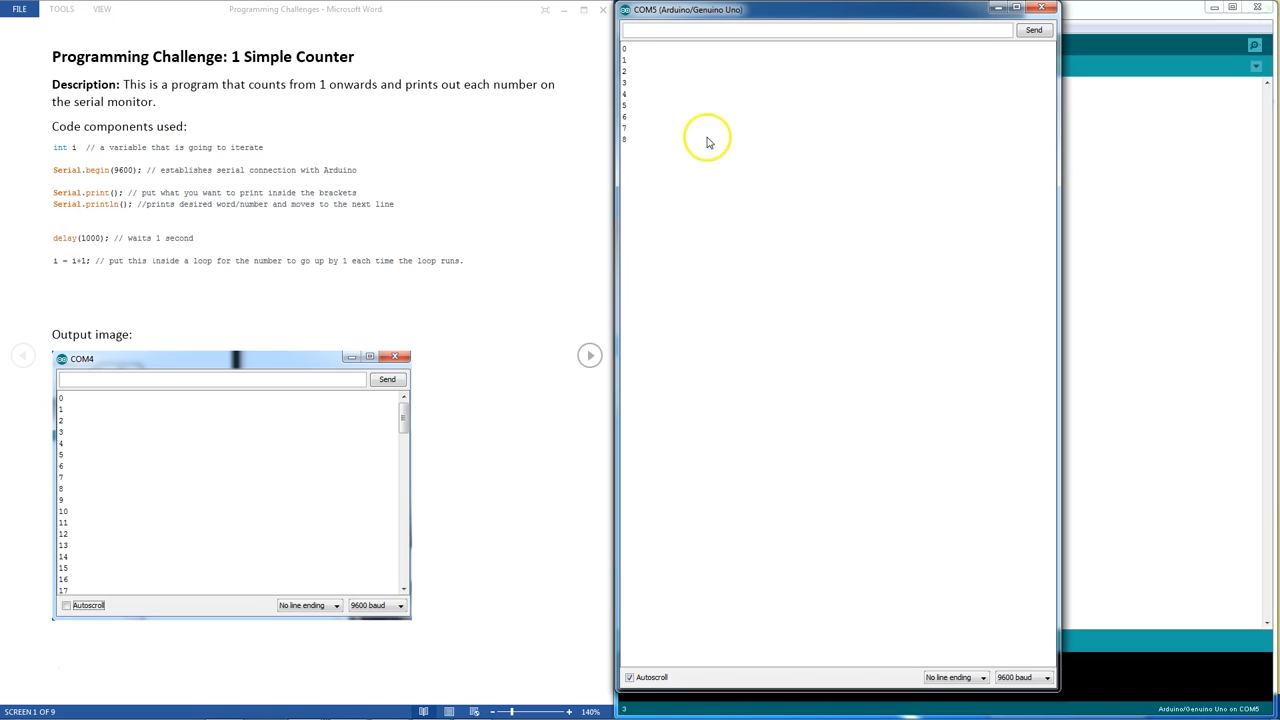 FILE TOOLS VIEW Programming Challenges - Microsoft Word
Programming Challenge: 1 Simple Counter
Description: This is a program that counts from 1 onwards and prints out each number on
the serial monitor.
Code components used:
int i // a variable that is going to iterate
Serial.begin(9600); // establishes serial connection with Arduino
Serial.print(); // put what you want to print inside the brackets
Serial.println(); //prints desired word/number and moves to the next line
delay(1000); // waits 1 second
i = i+1; // put this inside a loop for the number to go up by 1 each time the loop runs.
Output image:
COM4
Send
0
1
2
3
4
5
6
7
8
9
10
11
12
13
14
15
16
17
Autoscroll No line ending 9600 baud
SCREEN 1 OF 9 140%
COM5 (Arduino/Genuino Uno)
Send
0
1
2
3
4
5
6
7
8
Autoscroll No line ending 9600 baud
3 Arduino/Genuino Uno on COM5